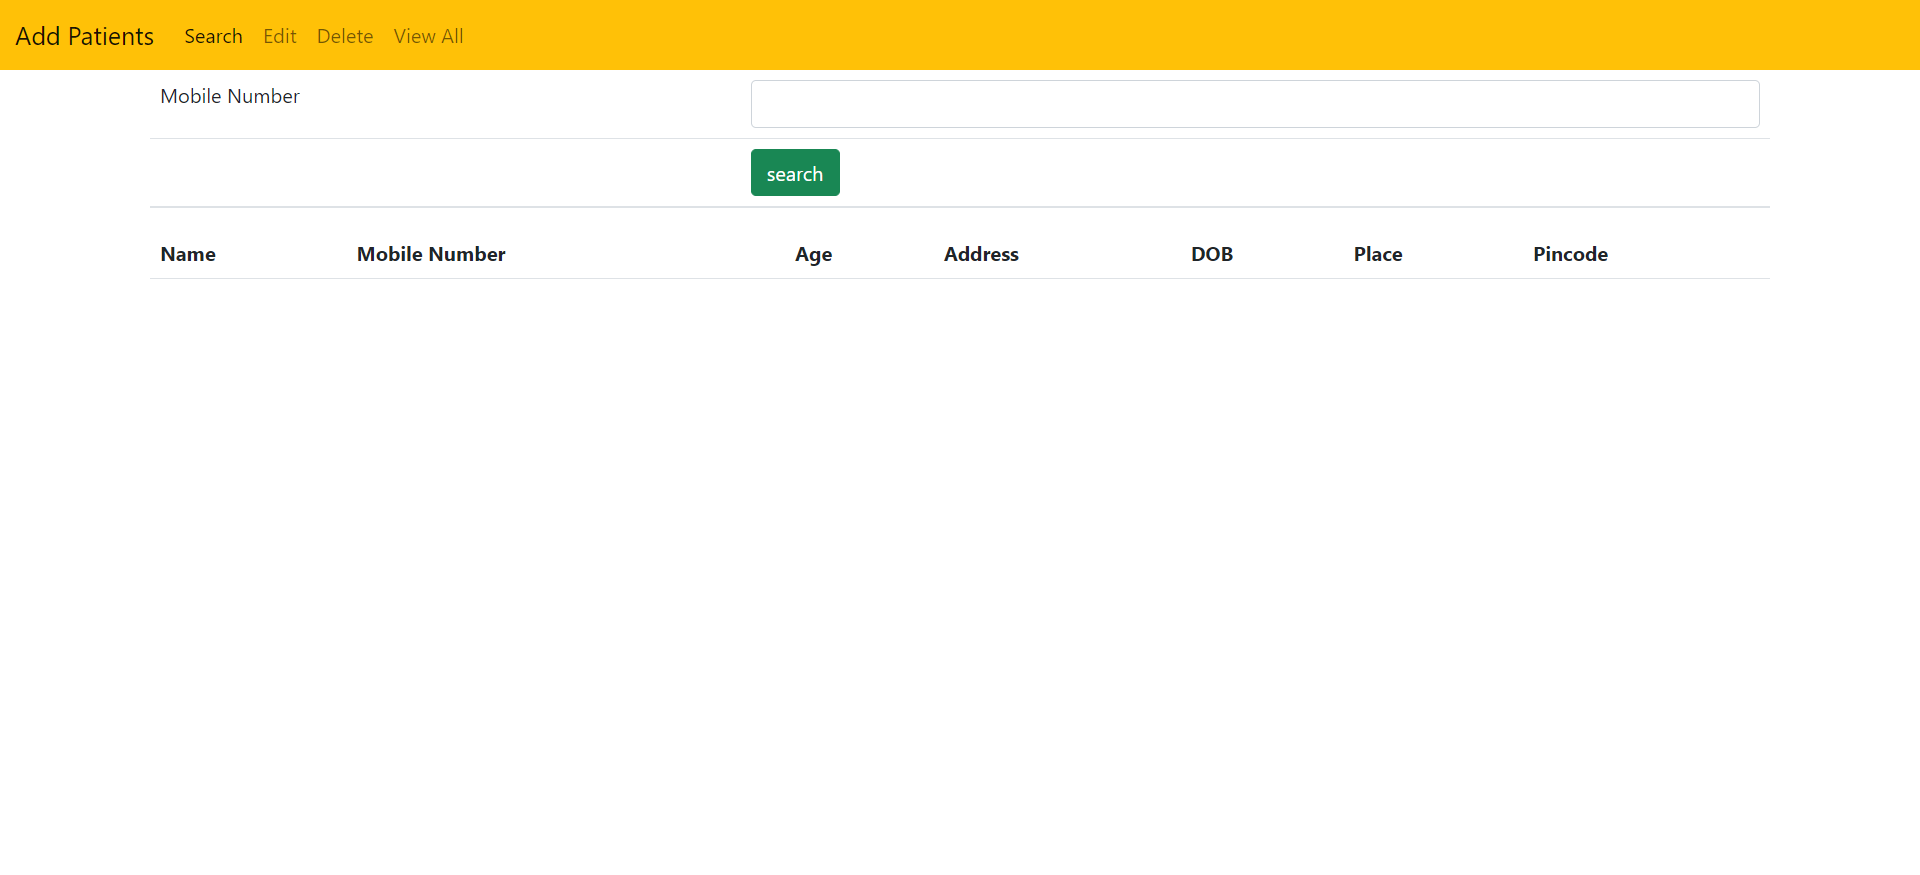 Add Patients Search Edit Delete View All
Mobile Number
search
Name Mobile Number Age Address DOB Place Pincode